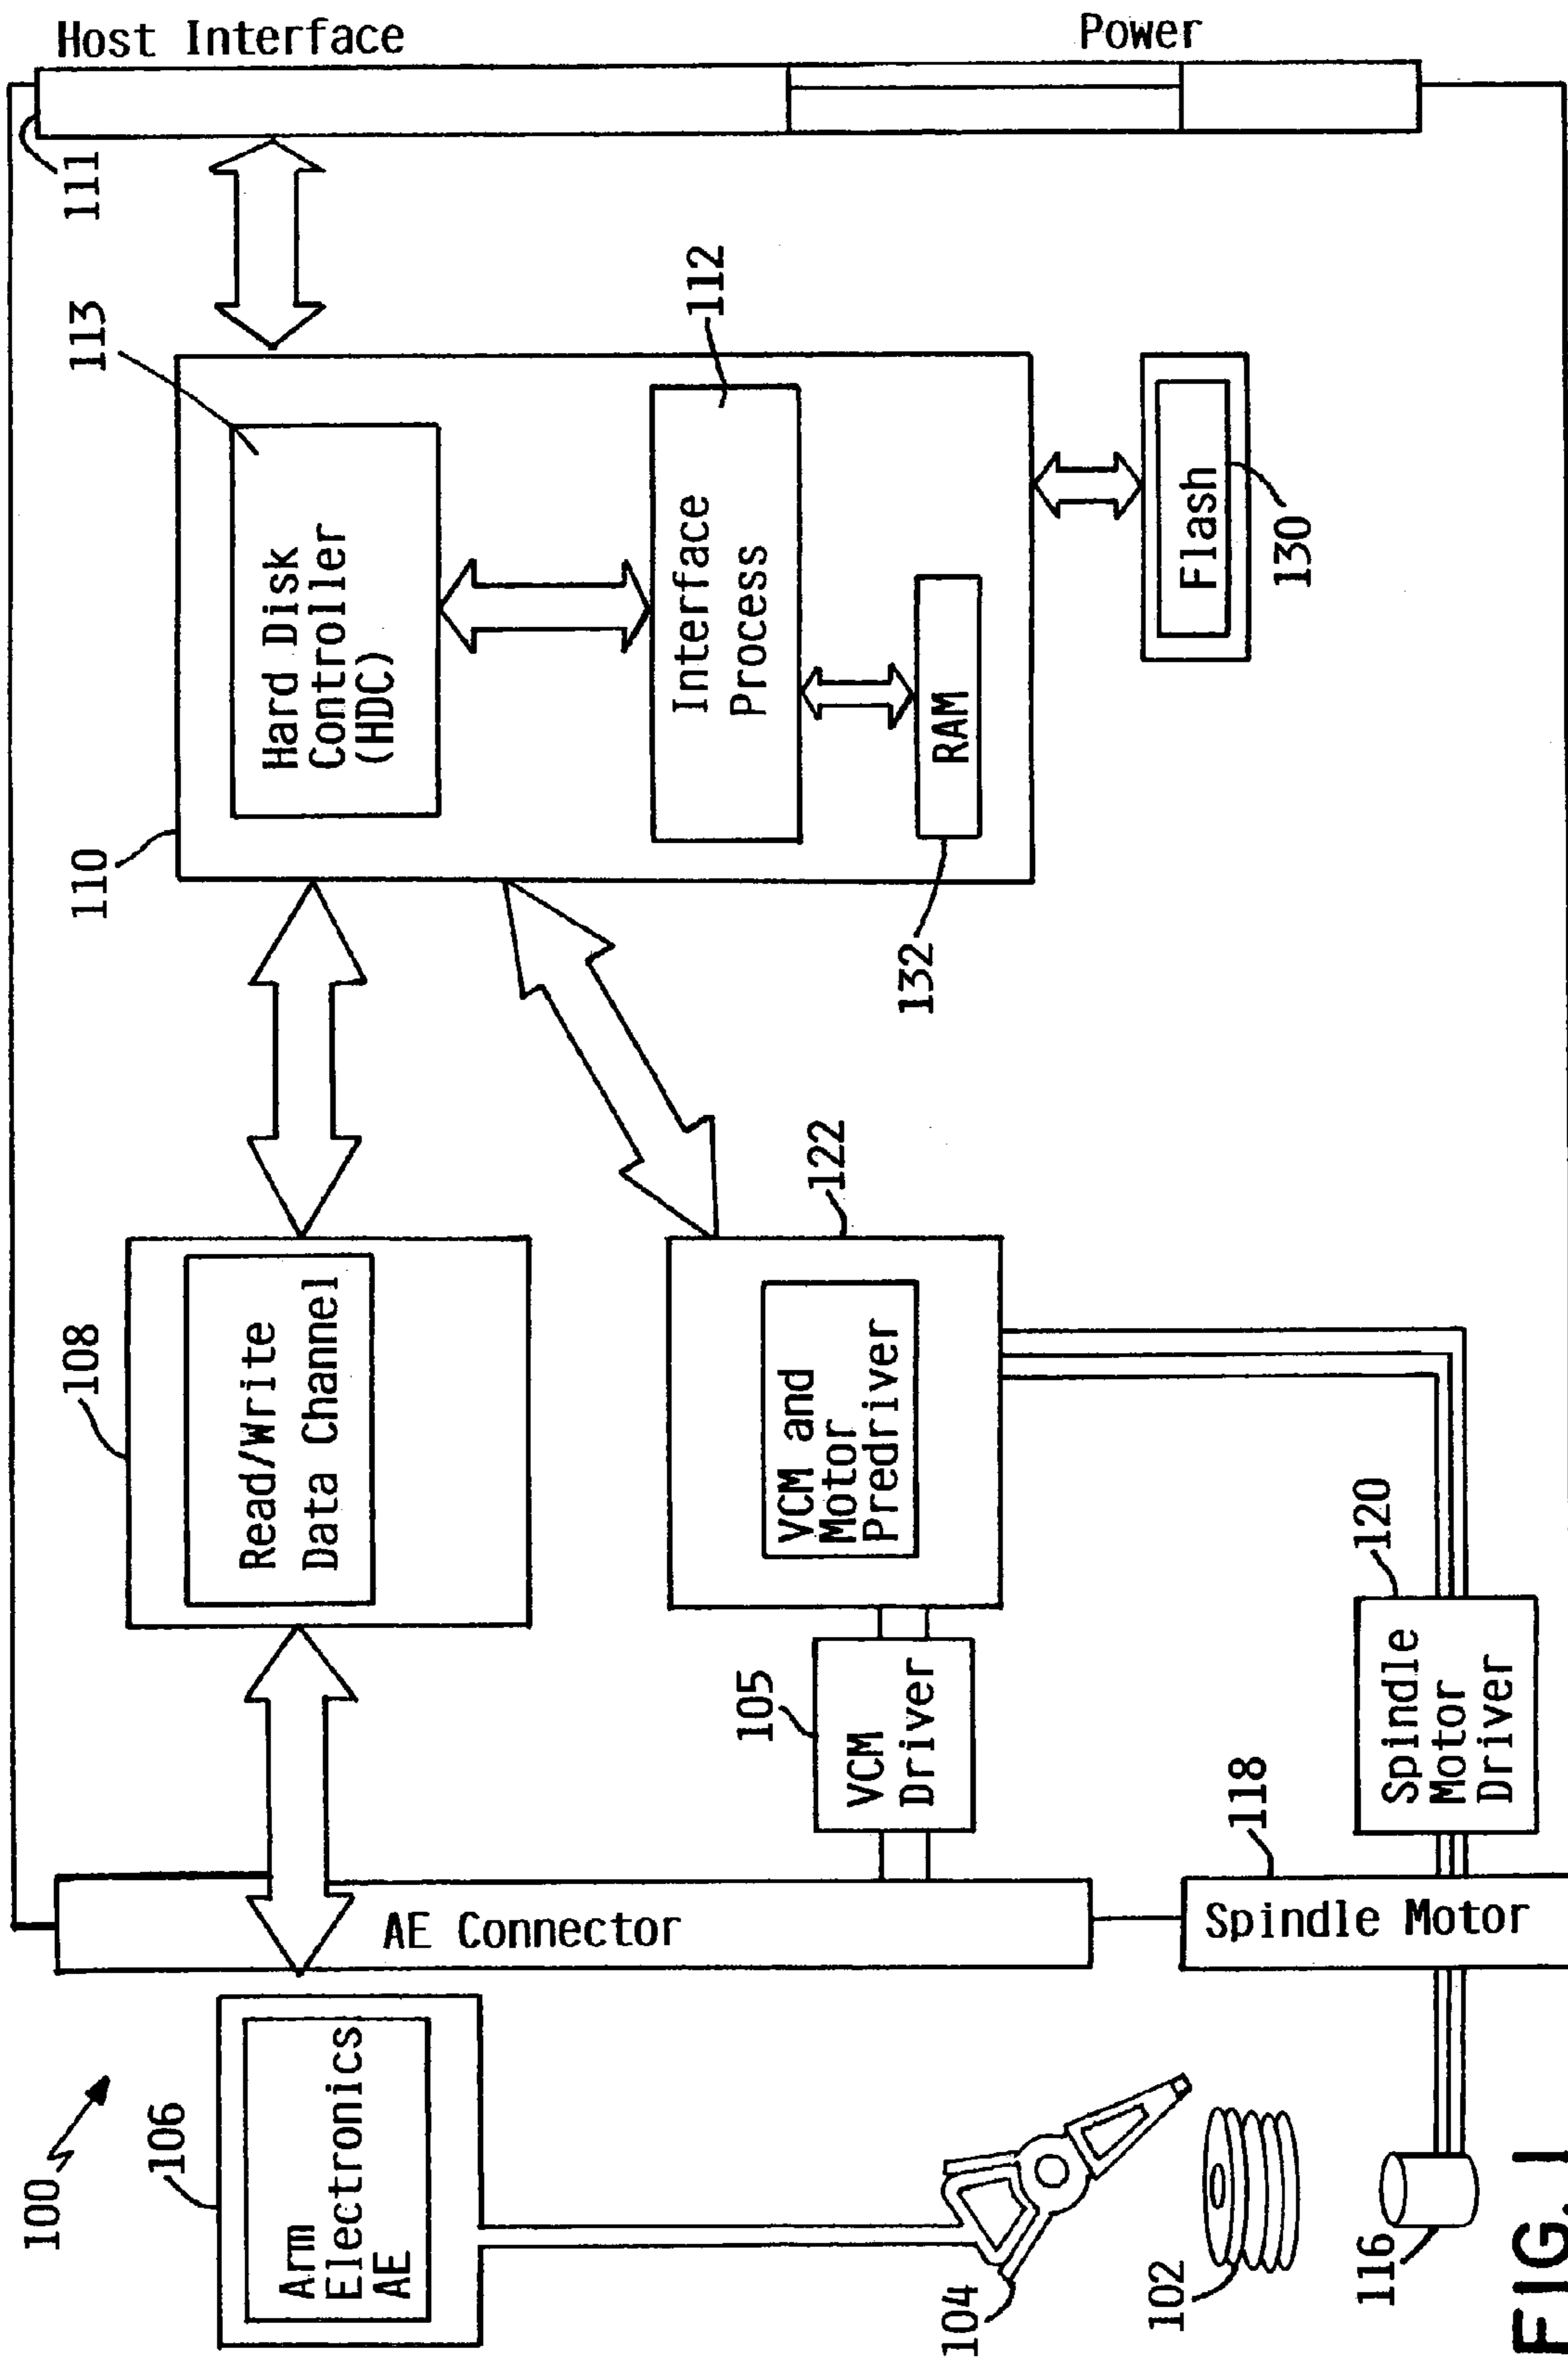 100
106
Arm
Electronics
AE
104
102
116
AE Connector
118
Spindle Motor
108
Read/Write
Data Channel
105
VCM
Driver
122
VCM and
Motor
Predriver
120
Spindle
Motor
Driver
110
113
Hard Disk
Controller
(HDC)
112
Interface
Process
RAM
132
Flash
130
111
Host Interface
Power
FIG. 1